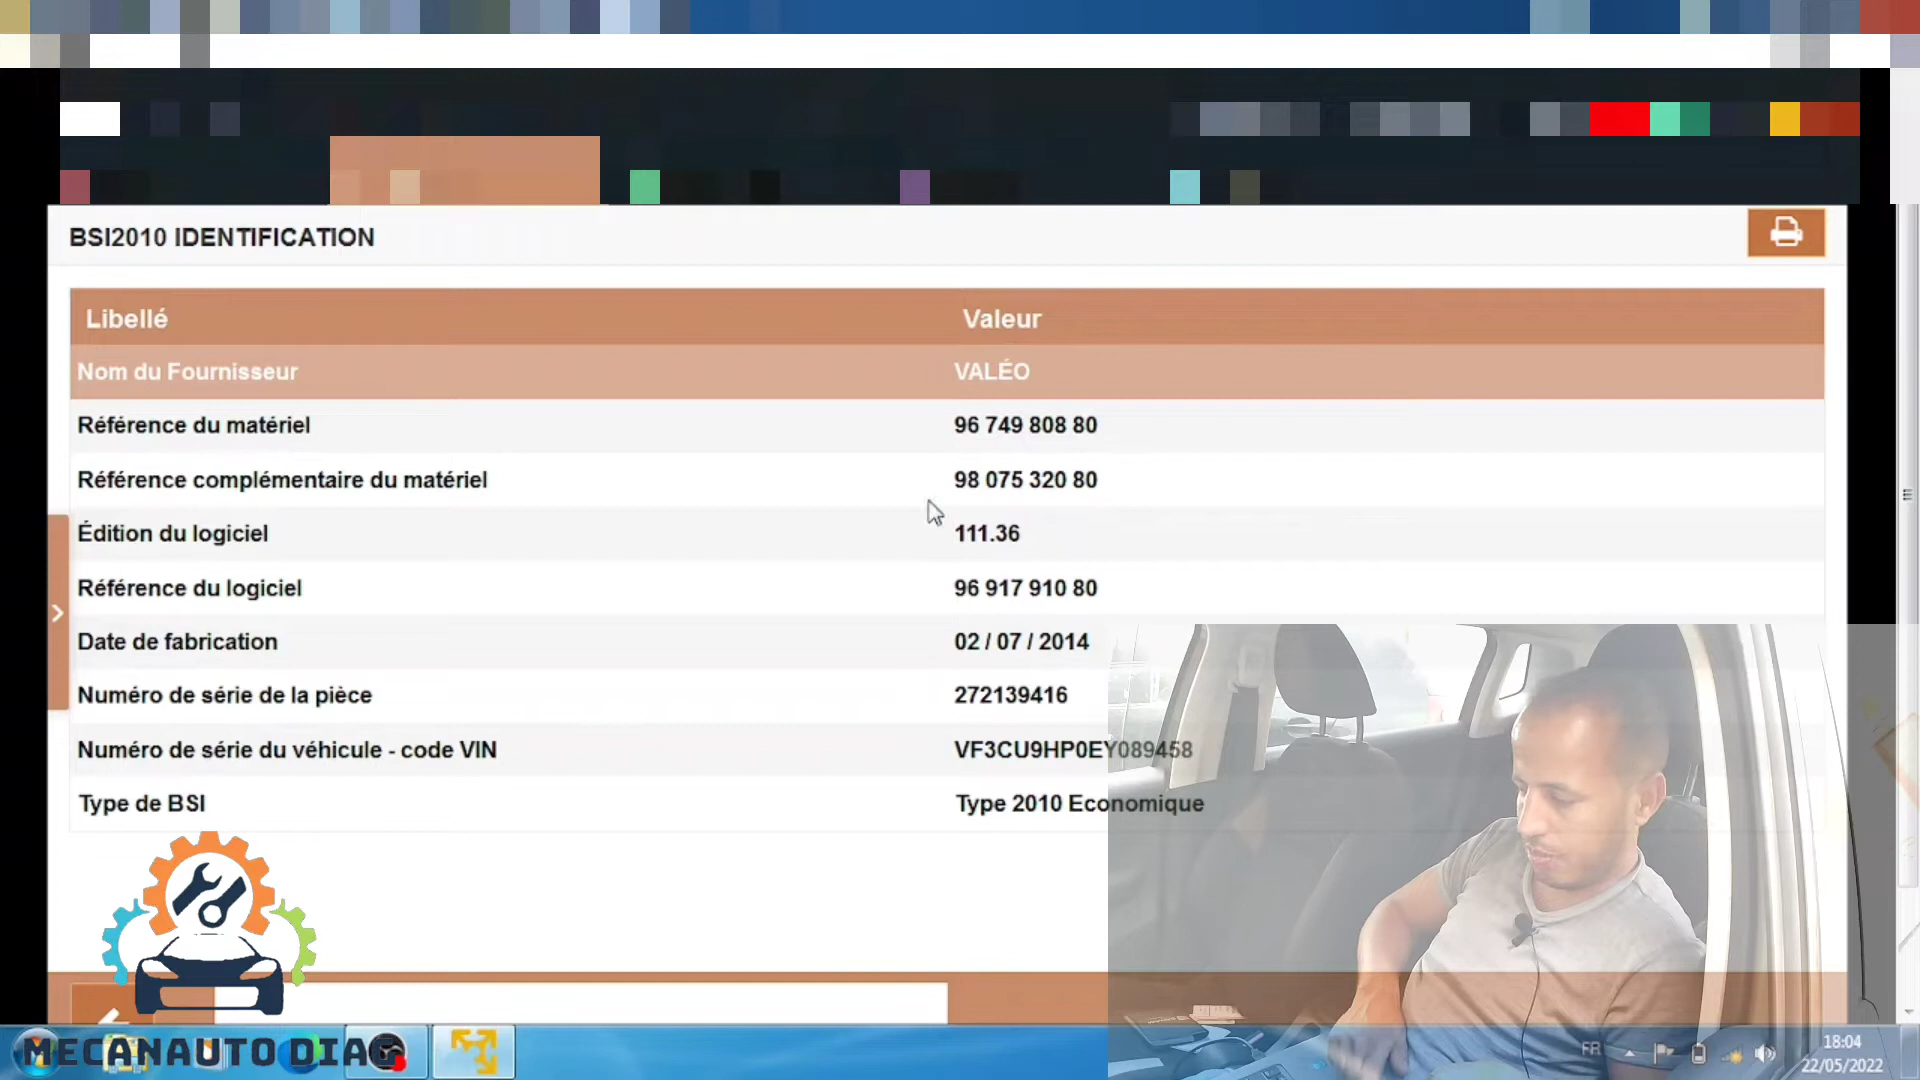 BSI2010 IDENTIFICATION
Libellé Valeur
Nom du Fournisseur VALÉO
Référence du matériel 96 749 808 80
Référence complémentaire du matériel 98 075 320 80
Édition du logiciel 111.36
Référence du logiciel 96 917 910 80
Date de fabrication 02 / 07 / 2014
Numéro de série de la pièce 272139416
Numéro de série du véhicule - code VIN VF3CU9HP0EY089458
Type de BSI Type 2010 Economique
MECANAUTO DIAG
FR
18:04
22/05/2022